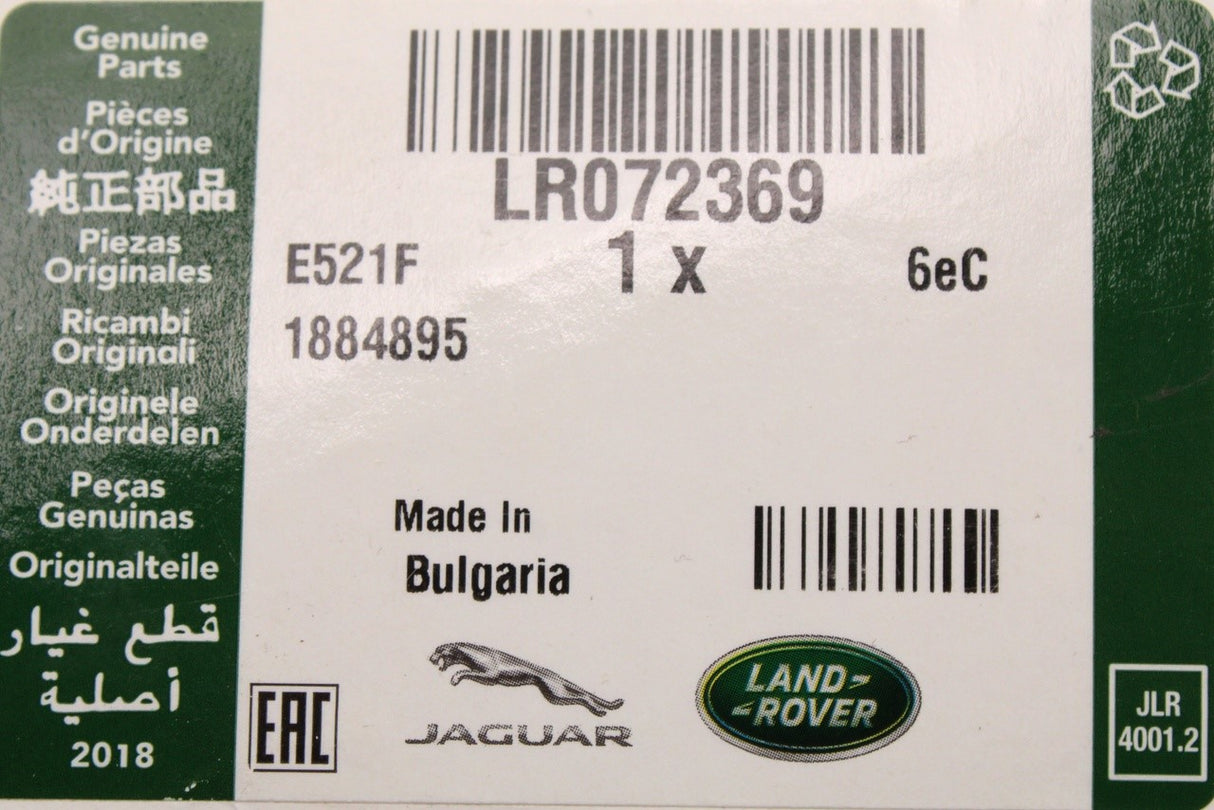 Genuine
Parts
Pièces
d'Origine
純正部品
Piezas
Originales
Ricambi
Originali
Originele
Onderdelen
Peças
Genuinas
Originalteile
قطع غيار
أصلية
2018
LR072369
E521F 1 x 6eC
1884895
Made In
Bulgaria
EAC
JAGUAR
LAND
ROVER
JLR
4001.2